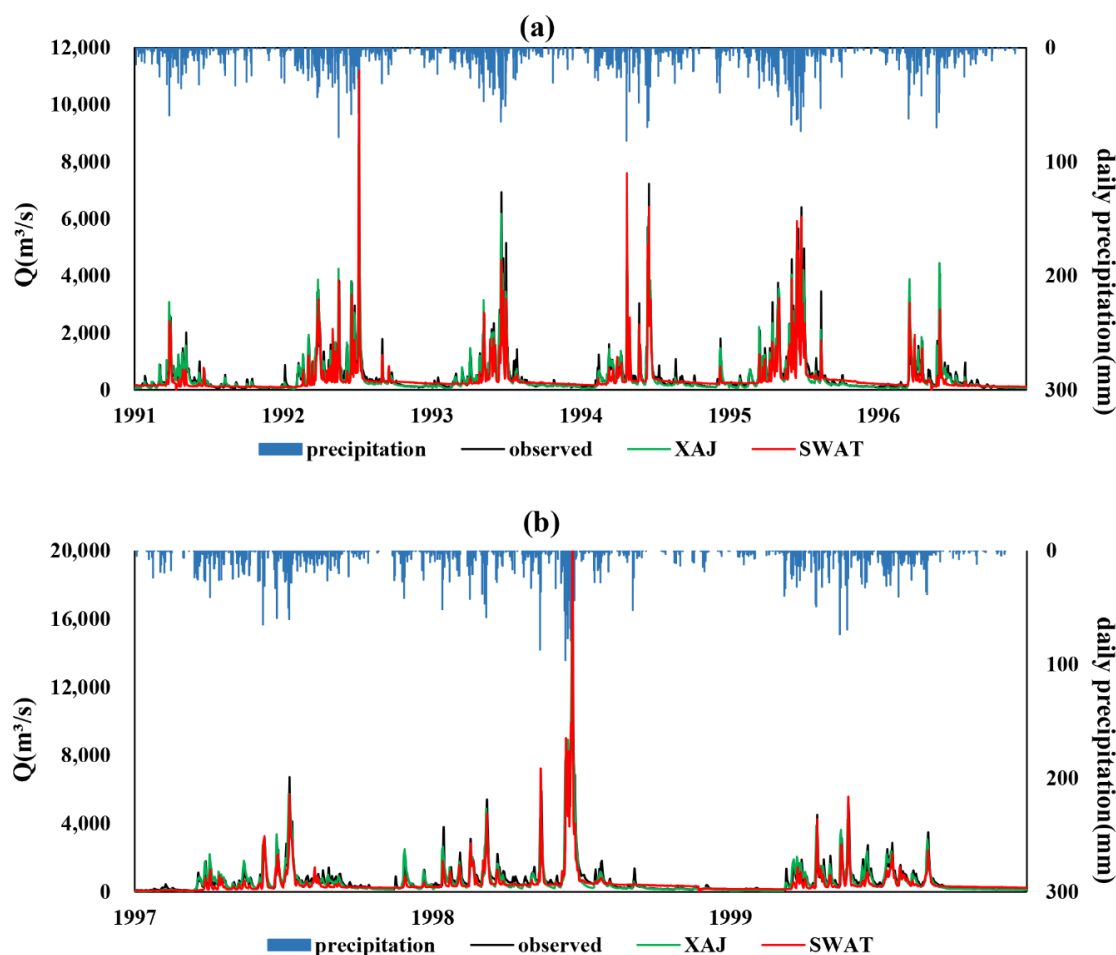 (a)
12,000
10,000
8,000
6,000
4,000
2,000
0
Q(m³/s)
0
100
200
300
daily precipitation(mm)
1991 1992 1993 1994 1995 1996
precipitation observed XAJ SWAT
(b)
20,000
16,000
12,000
8,000
4,000
0
Q(m³/s)
0
100
200
300
daily precipitation(mm)
1997 1998 1999
precipitation observed XAJ SWAT